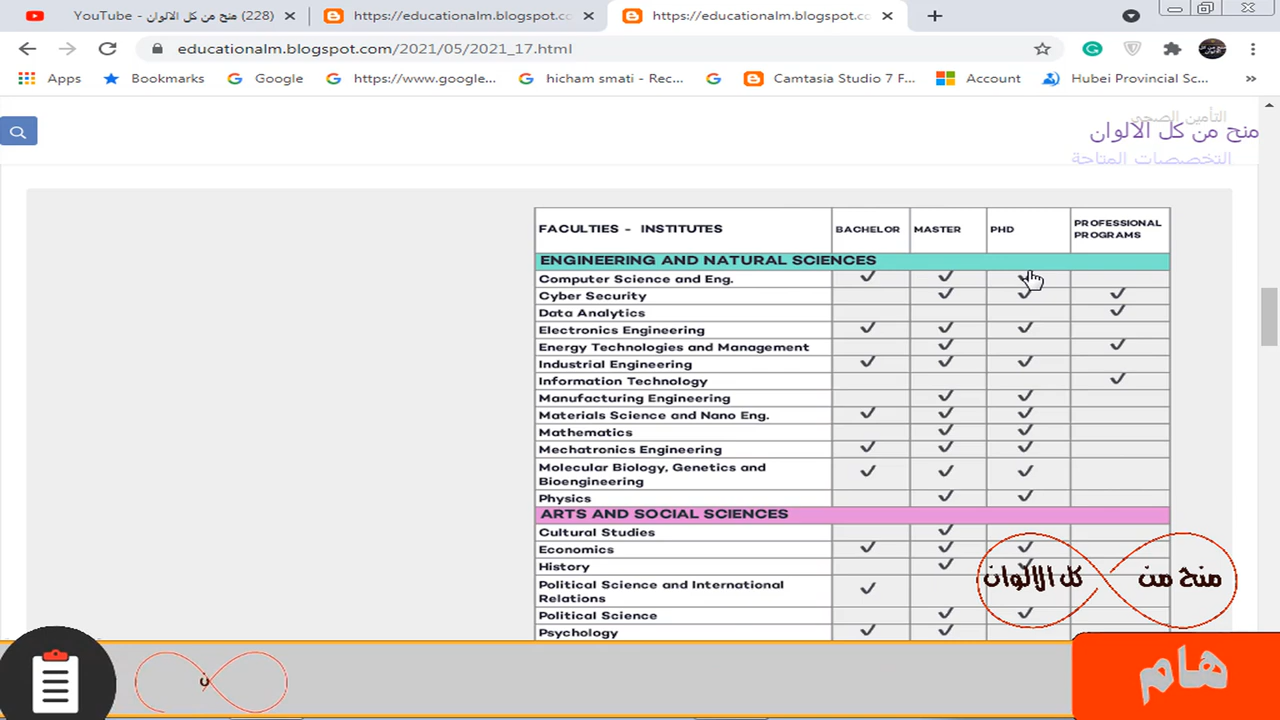 YouTube - منح من كل الالوان (228)
https://educationalm.blogspot.co
https://educationalm.blogspot.co
educationalm.blogspot.com/2021/05/2021_17.html
Apps
Bookmarks
Google
https://www.google...
hicham smati - Rec...
Camtasia Studio 7 F...
Account
Hubei Provincial Sc...
»
التأمين الصحي
منح من كل الالوان
التخصصات المتاحة
FACULTIES - INSTITUTES BACHELOR MASTER PHD PROFESSIONAL PROGRAMS
ENGINEERING AND NATURAL SCIENCES
Computer Science and Eng. ✓ ✓ ✓
Cyber Security ✓ ✓ ✓
Data Analytics ✓
Electronics Engineering ✓ ✓ ✓
Energy Technologies and Management ✓ ✓
Industrial Engineering ✓ ✓ ✓
Information Technology ✓
Manufacturing Engineering ✓ ✓
Materials Science and Nano Eng. ✓ ✓ ✓
Mathematics ✓ ✓
Mechatronics Engineering ✓ ✓ ✓
Molecular Biology, Genetics and
Bioengineering ✓ ✓ ✓
Physics ✓ ✓
ARTS AND SOCIAL SCIENCES
Cultural Studies ✓
Economics ✓ ✓ ✓
History ✓ ✓
Political Science and International
Relations ✓
Political Science ✓ ✓
Psychology ✓ ✓
منح من كل الالوان
ن
هام